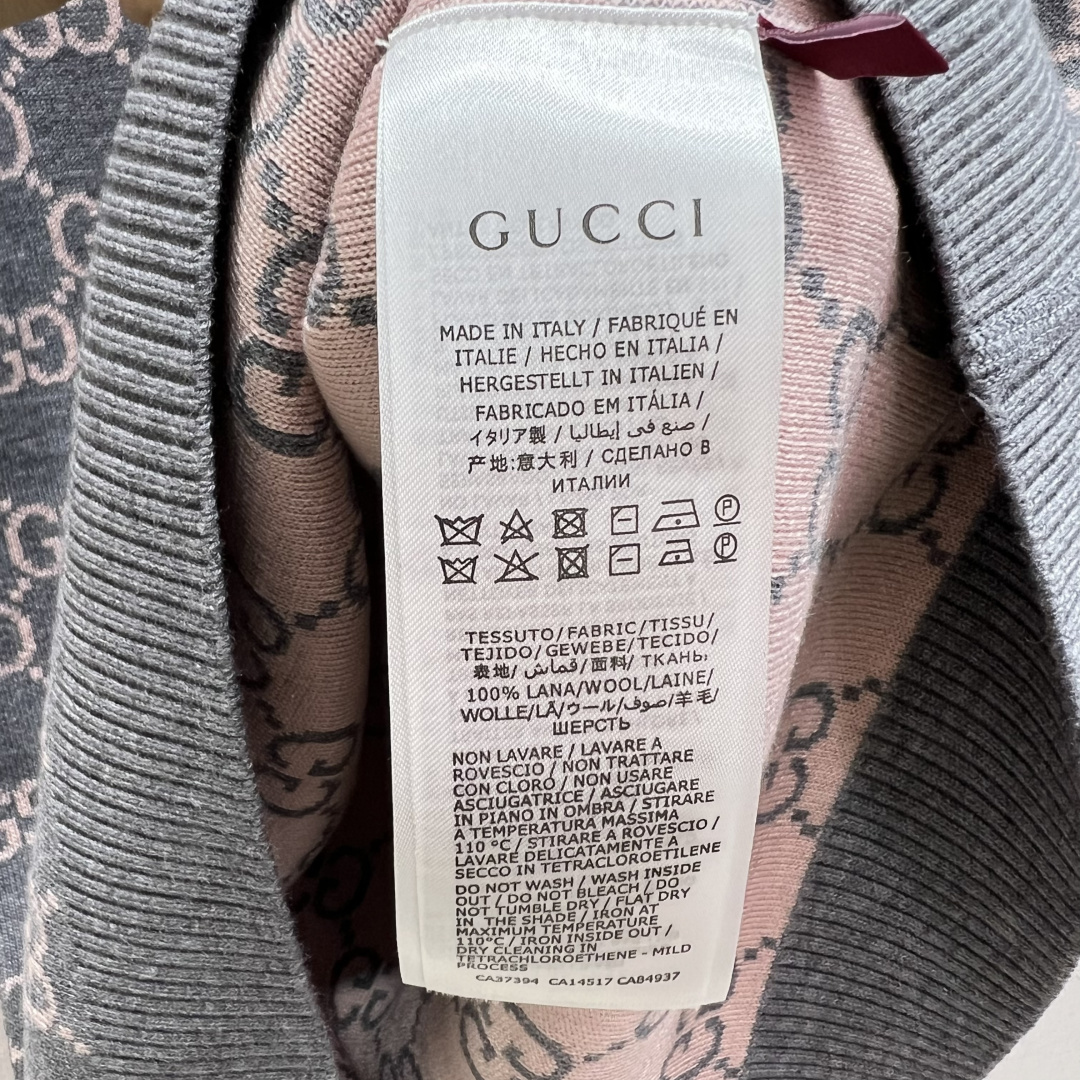 GUCCI
MADE IN ITALY / FABRIQUÉ EN
ITALIE / HECHO EN ITALIA /
HERGESTELLT IN ITALIEN /
FABRICADO EM ITÁLIA /
イタリア製 / صنع في إيطاليا /
产地:意大利 / СДЕЛАНО В
ИТАЛИИ
P
P
TESSUTO/FABRIC/TISSU/
TEJIDO/GEWEBE/TECIDO/
表地/ قماش /面料/ ТКАНЬ:
100% LANA/WOOL/LAINE/
WOLLE/LÃ/ウール/صوف/羊毛/
ШЕРСТЬ
NON LAVARE / LAVARE A
ROVESCIO / NON TRATTARE
CON CLORO / NON USARE
ASCIUGATRICE / ASCIUGARE
IN PIANO IN OMBRA / STIRARE
A TEMPERATURA MASSIMA
110 °C / STIRARE A ROVESCIO /
LAVARE DELICATAMENTE A
SECCO IN TETRACLOROETILENE
DO NOT WASH / WASH INSIDE
OUT / DO NOT BLEACH / DO
NOT TUMBLE DRY / FLAT DRY
IN THE SHADE / IRON AT
MAXIMUM TEMPERATURE
110°C / IRON INSIDE OUT /
DRY CLEANING IN
TETRACHLOROETHENE - MILD
PROCESS
CA37394 CA14517 CA84937